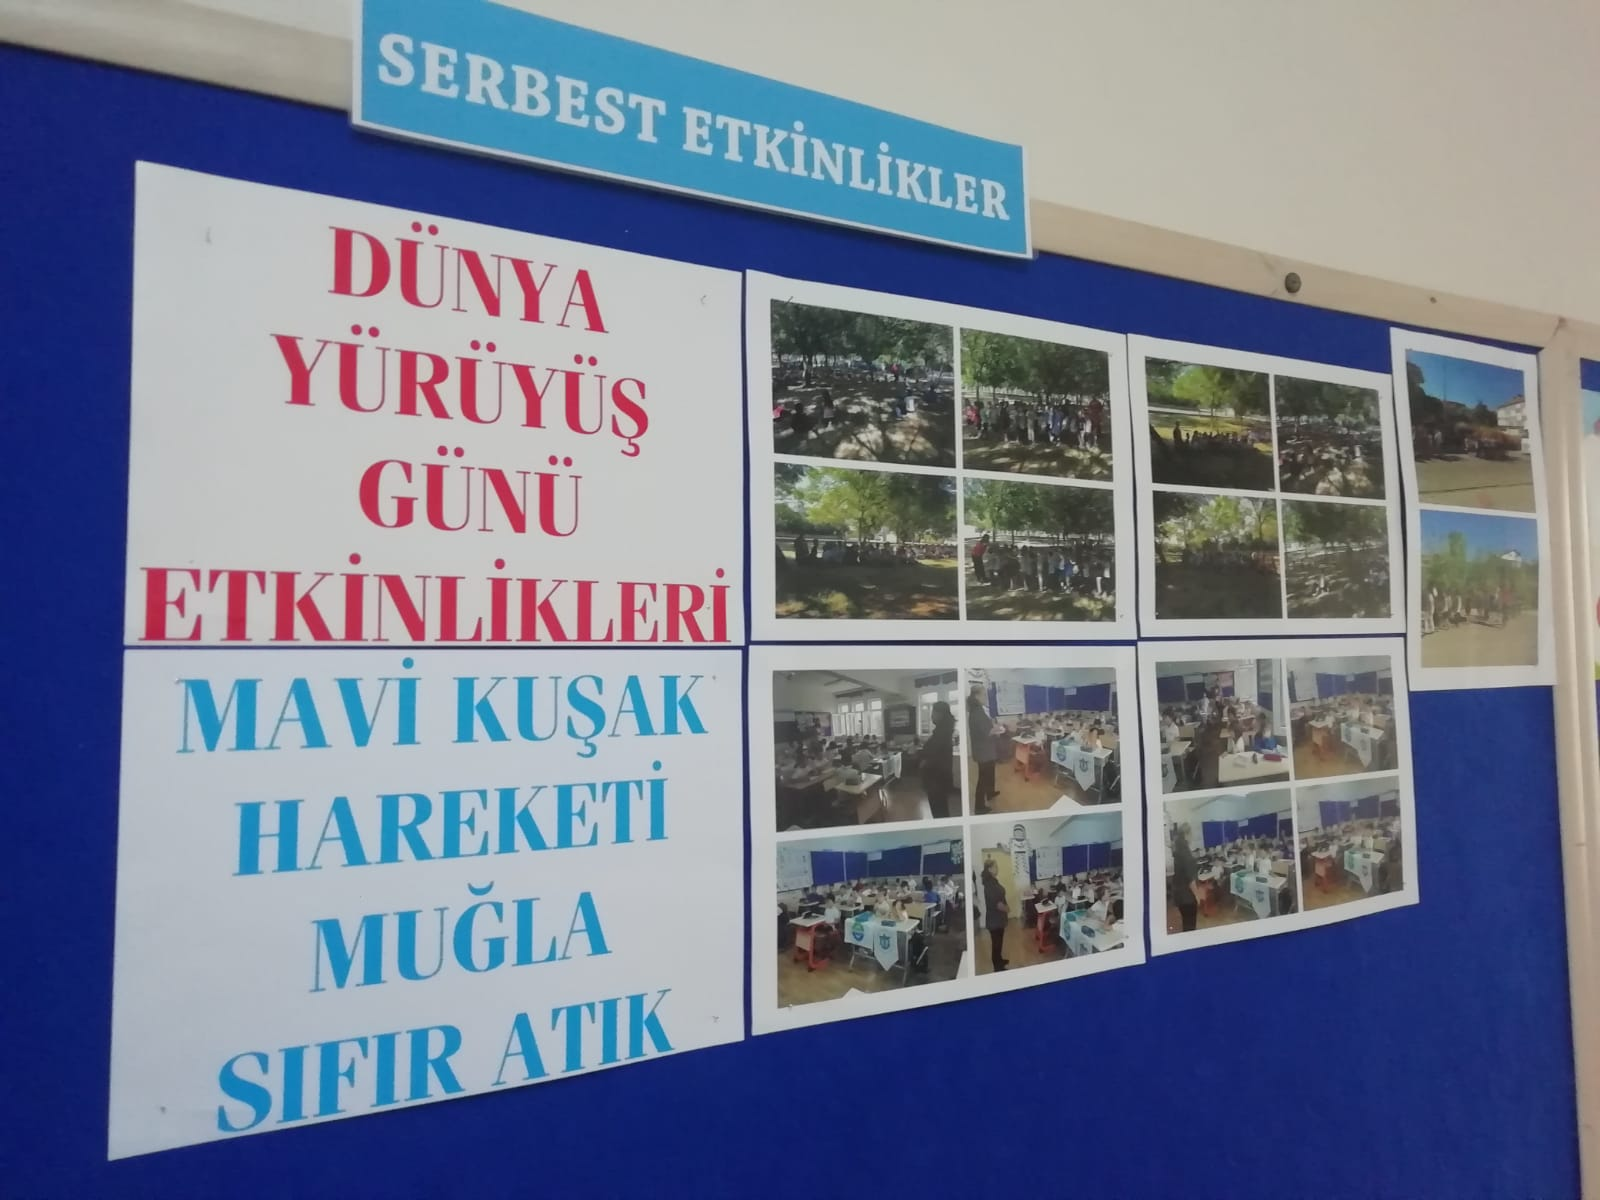 SERBEST ETKİNLİKLER
DÜNYA
YÜRÜYÜŞ
GÜNÜ
ETKİNLİKLERİ
MAVİ KUŞAK
HAREKETİ
MUĞLA
SIFIR ATIK